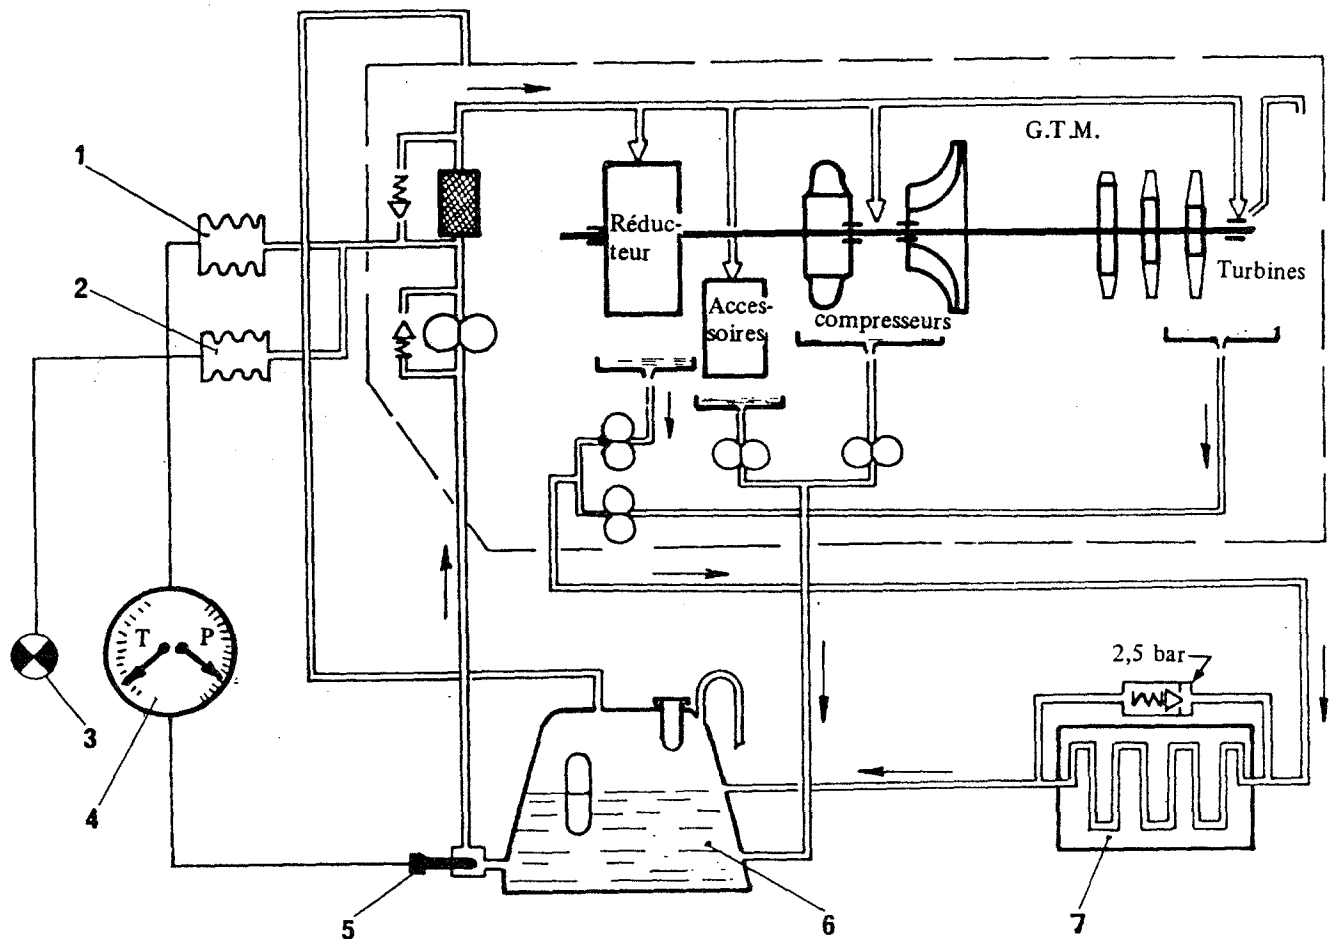 G.T.M.
1
Réduc-
teur
2
Acces-
soires
compresseurs
Turbines
T
P
2,5 bar
3
4
5
6
7